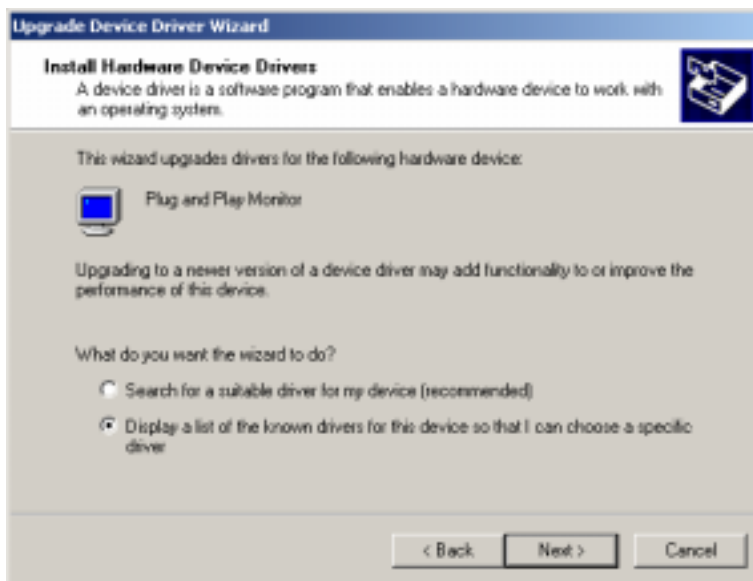 Upgrade Device Driver Wizard
Install Hardware Device Drivers
A device driver is a software program that enables a hardware device to work with
an operating system.
This wizard upgrades drivers for the following hardware device:
Plug and Play Monitor
Upgrading to a newer version of a device driver may add functionality to or improve the
performance of this device.
What do you want the wizard to do?
Search for a suitable driver for my device (recommended)
Display a list of the known drivers for this device so that I can choose a specific
driver
< Back
Next >
Cancel